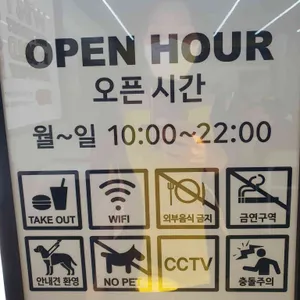 OPEN HOUR
오픈 시간
월~일 10:00~22:00
TAKE OUT
WIFI
외부음식 금지
금연구역
안내견 환영
NO PET
CCTV
충돌주의